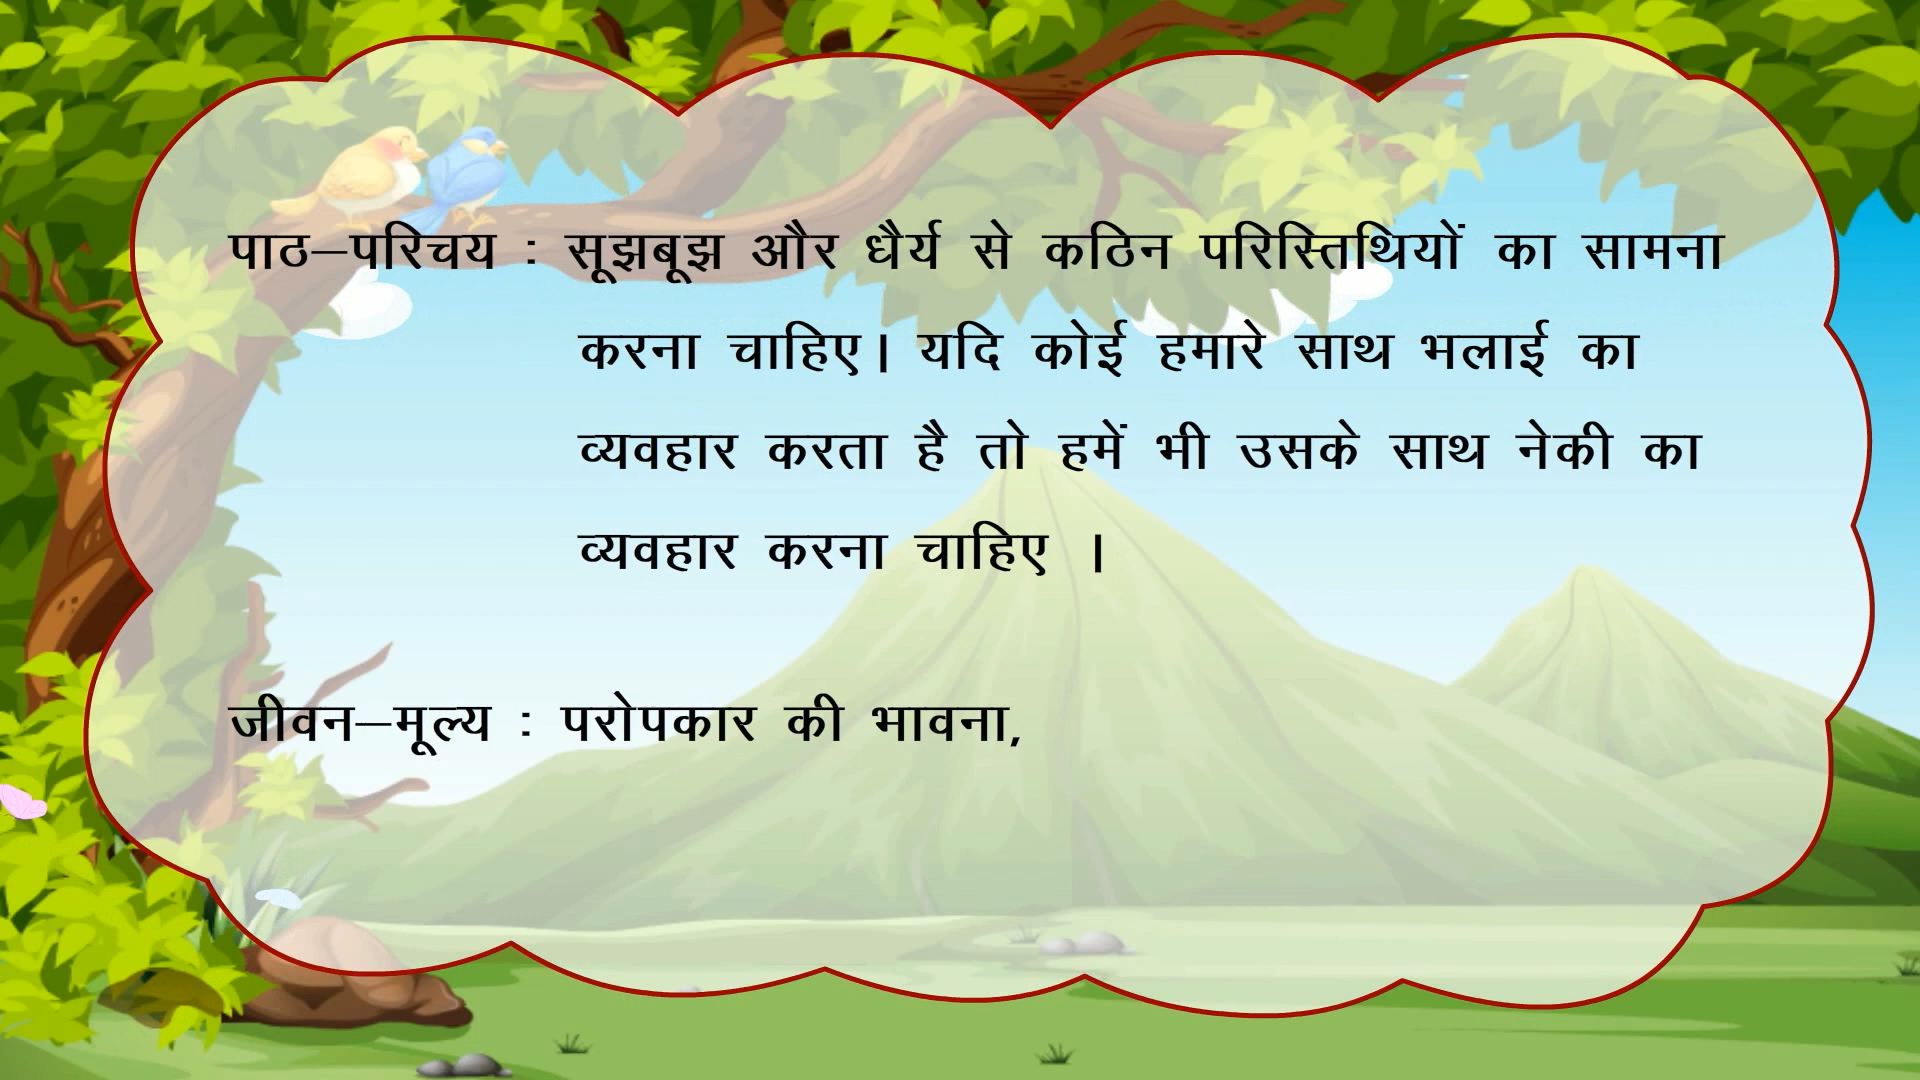 पाठ–परिचय : सूझबूझ और धैर्य से कठिन परिस्तिथियों का सामना
करना चाहिए। यदि कोई हमारे साथ भलाई का
व्यवहार करता है तो हमें भी उसके साथ नेकी का
व्यवहार करना चाहिए ।
जीवन–मूल्य : परोपकार की भावना,